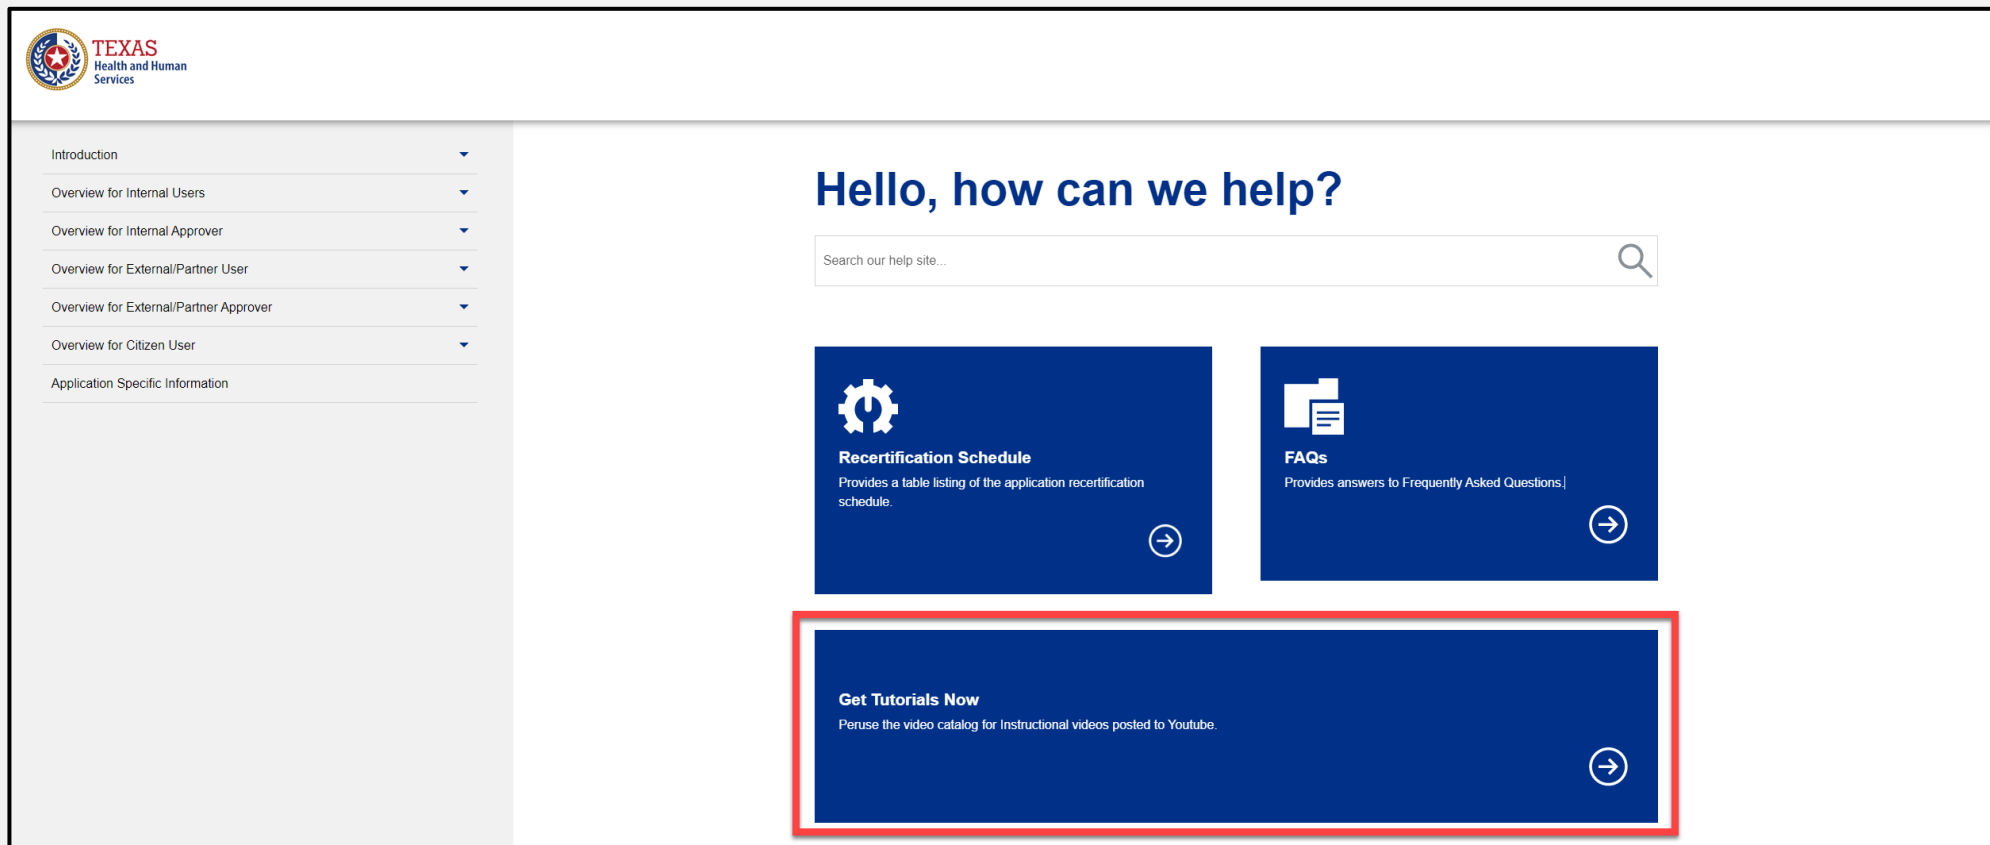 TEXAS
Health and Human
Services
Introduction
Overview for Internal Users
Overview for Internal Approver
Overview for External/Partner User
Overview for External/Partner Approver
Overview for Citizen User
Application Specific Information
Hello, how can we help?
Search our help site...
Recertification Schedule
Provides a table listing of the application recertification
schedule.
FAQs
Provides answers to Frequently Asked Questions.
Get Tutorials Now
Peruse the video catalog for Instructional videos posted to Youtube.